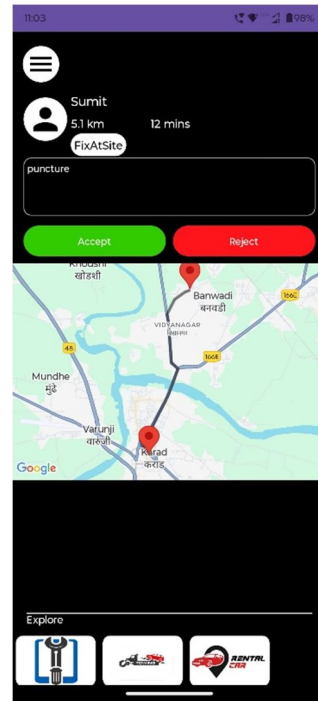 11:03
98%
Sumit
5.1 km 12 mins
FixAtSite
puncture
Accept Reject
खोडशी
Banwadi
बनवडी
166E
VIDYANAGAR
48
166E
Mundhe
मुंढे
Varunji
वारुंजी
Karad
कराड
Google
Explore
RENTAL
CAR